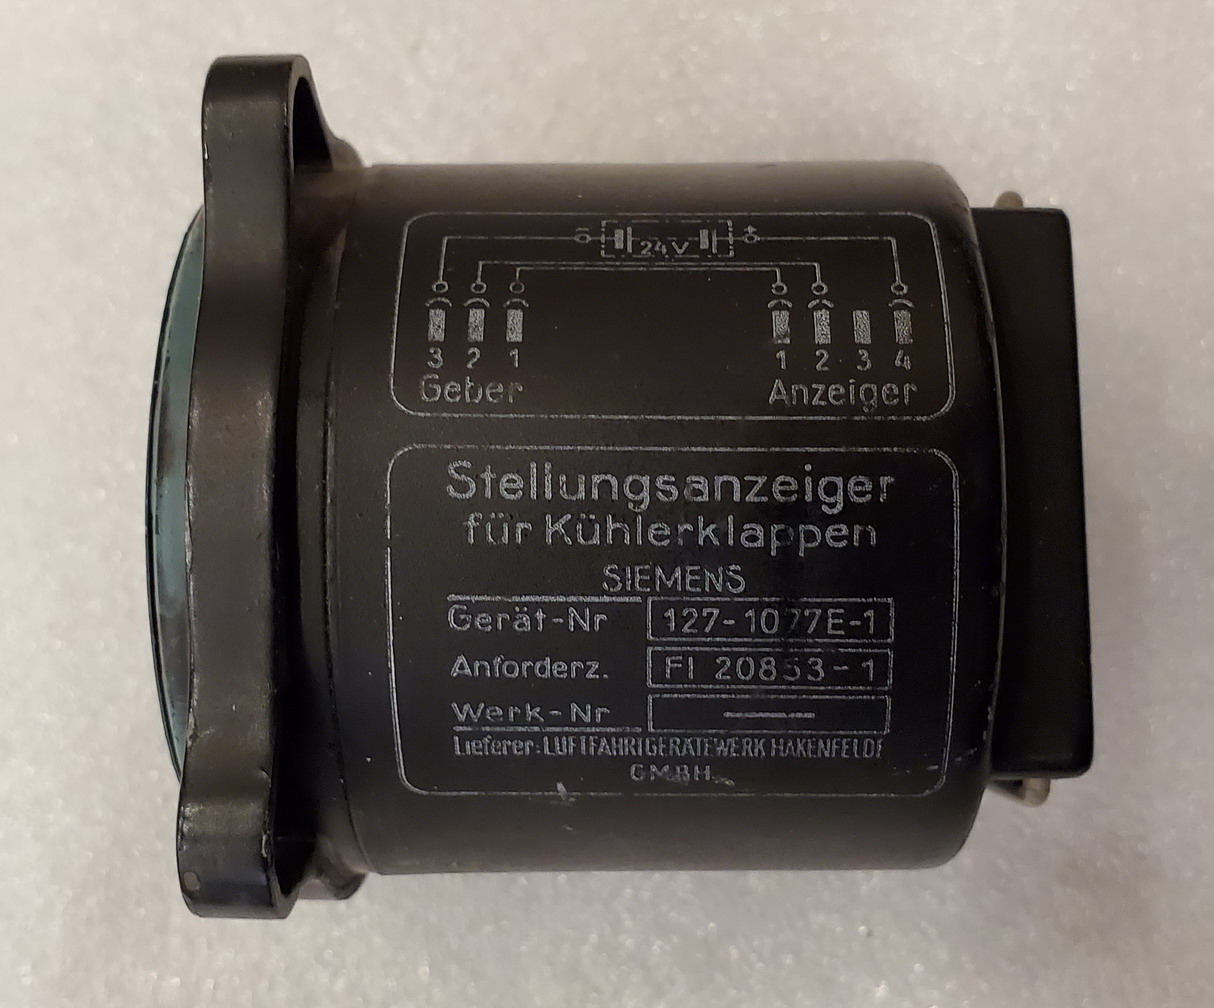 - 24V +
3 2 1 1 2 3 4
Geber Anzeiger
Stellungsanzeiger
für Kühlerklappen
SIEMENS
Gerät-Nr 127-1077E-1
Anforderz. Fl 20853-1
Werk-Nr
Lieferer: LUFTFAHRTGERÄTEWERK HAKENFELDE
GMBH